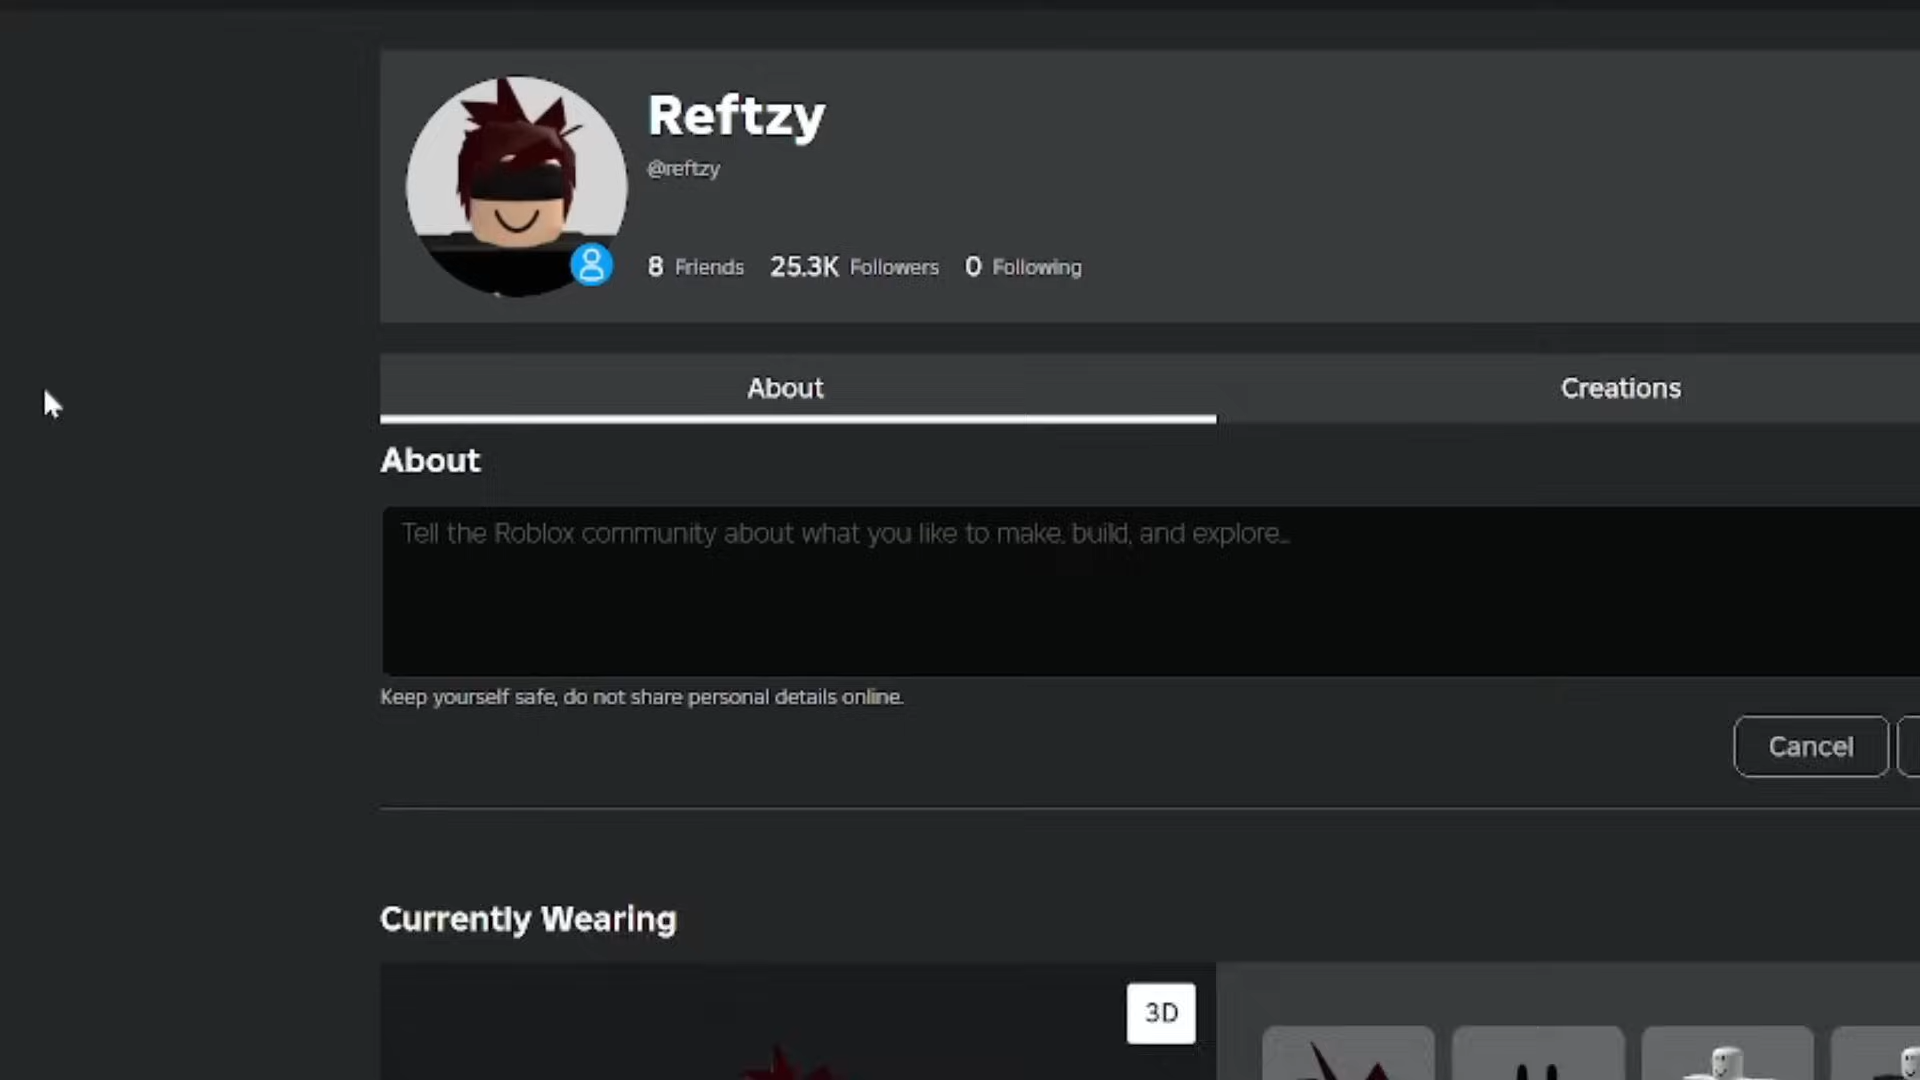 Reftzy
@reftzy
8 Friends 25.3K Followers 0 Following
About Creations
About
Tell the Roblox community about what you like to make, build, and explore...
Keep yourself safe, do not share personal details online.
Cancel
Currently Wearing
3D